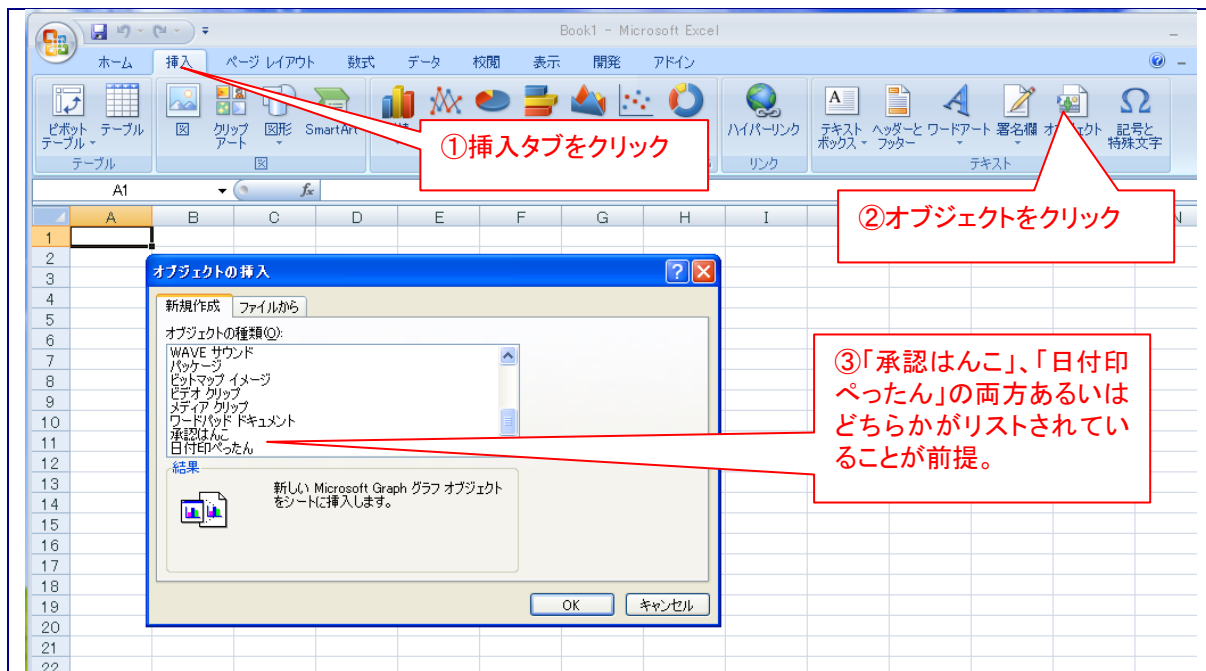 Book1 - Microsoft Excel
ホーム 挿入 ページ レイアウト 数式 データ 校閲 表示 開発 アドイン
ピボット テーブル テーブル 図 クリップ アート 図形 SmartArt ハイパーリンク テキスト ボックス ヘッダーと フッター ワードアート 署名欄 記号と 特殊文字
テーブル 図 リンク テキスト
①挿入タブをクリック
②オブジェクトをクリック
A1 fx
A B C D E F G H I
1
2
3
4
5
6
7
8
9
10
11
12
13
14
15
16
17
18
19
20
21
22
オブジェクトの挿入
新規作成 ファイルから
オブジェクトの種類(O):
WAVE サウンド
パッケージ
ビットマップ イメージ
ビデオ クリップ
メディア クリップ
ワードパッド ドキュメント
承認はんこ
日付印ぺったん
結果
新しい Microsoft Graph グラフ オブジェクト
をシートに挿入します。
OK キャンセル
③「承認はんこ」、「日付印
ぺったん」の両方あるいは
どちらかがリストされてい
ることが前提。